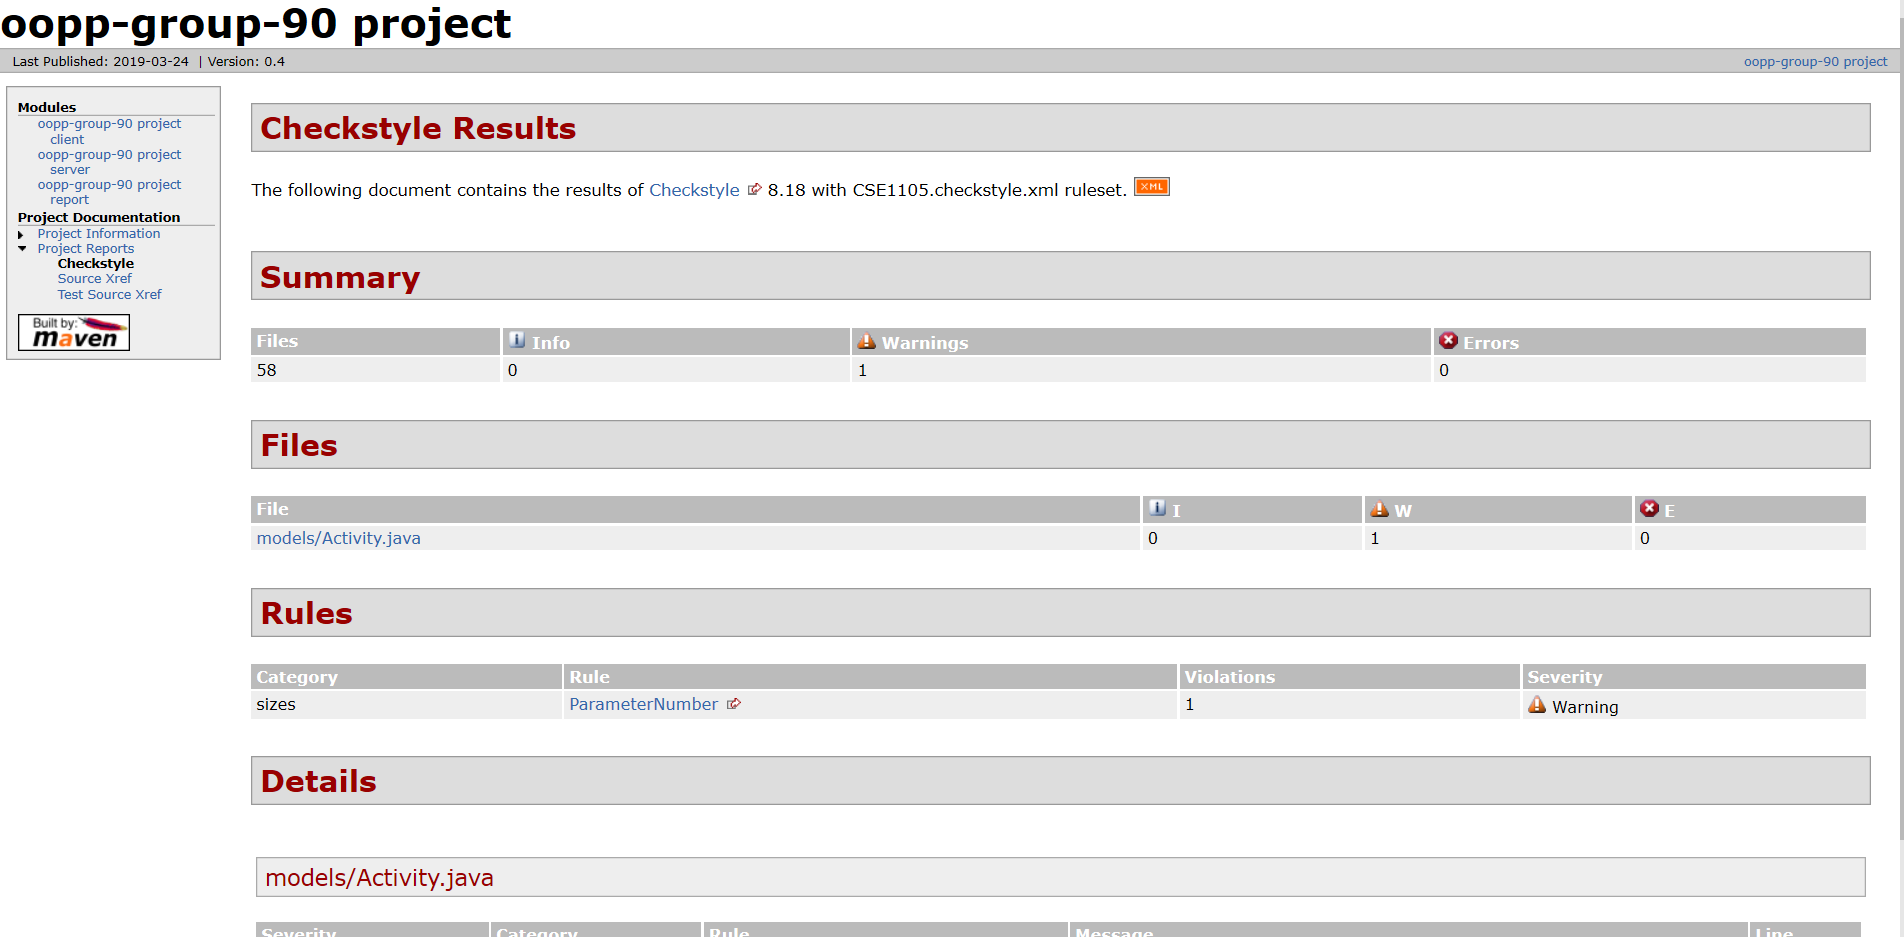 oopp-group-90 project
Last Published: 2019-03-24 | Version: 0.4
oopp-group-90 project
Modules
oopp-group-90 project
client
oopp-group-90 project
server
oopp-group-90 project
report
Project Documentation
Project Information
Project Reports
Checkstyle
Source Xref
Test Source Xref
Built by:
maven
Checkstyle Results
The following document contains the results of Checkstyle 8.18 with CSE1105.checkstyle.xml ruleset. XML
Summary
Files Info Warnings Errors
58 0 1 0
Files
File I W E
models/Activity.java 0 1 0
Rules
Category Rule Violations Severity
sizes ParameterNumber 1 Warning
Details
models/Activity.java
Severity Category Rule Message Line